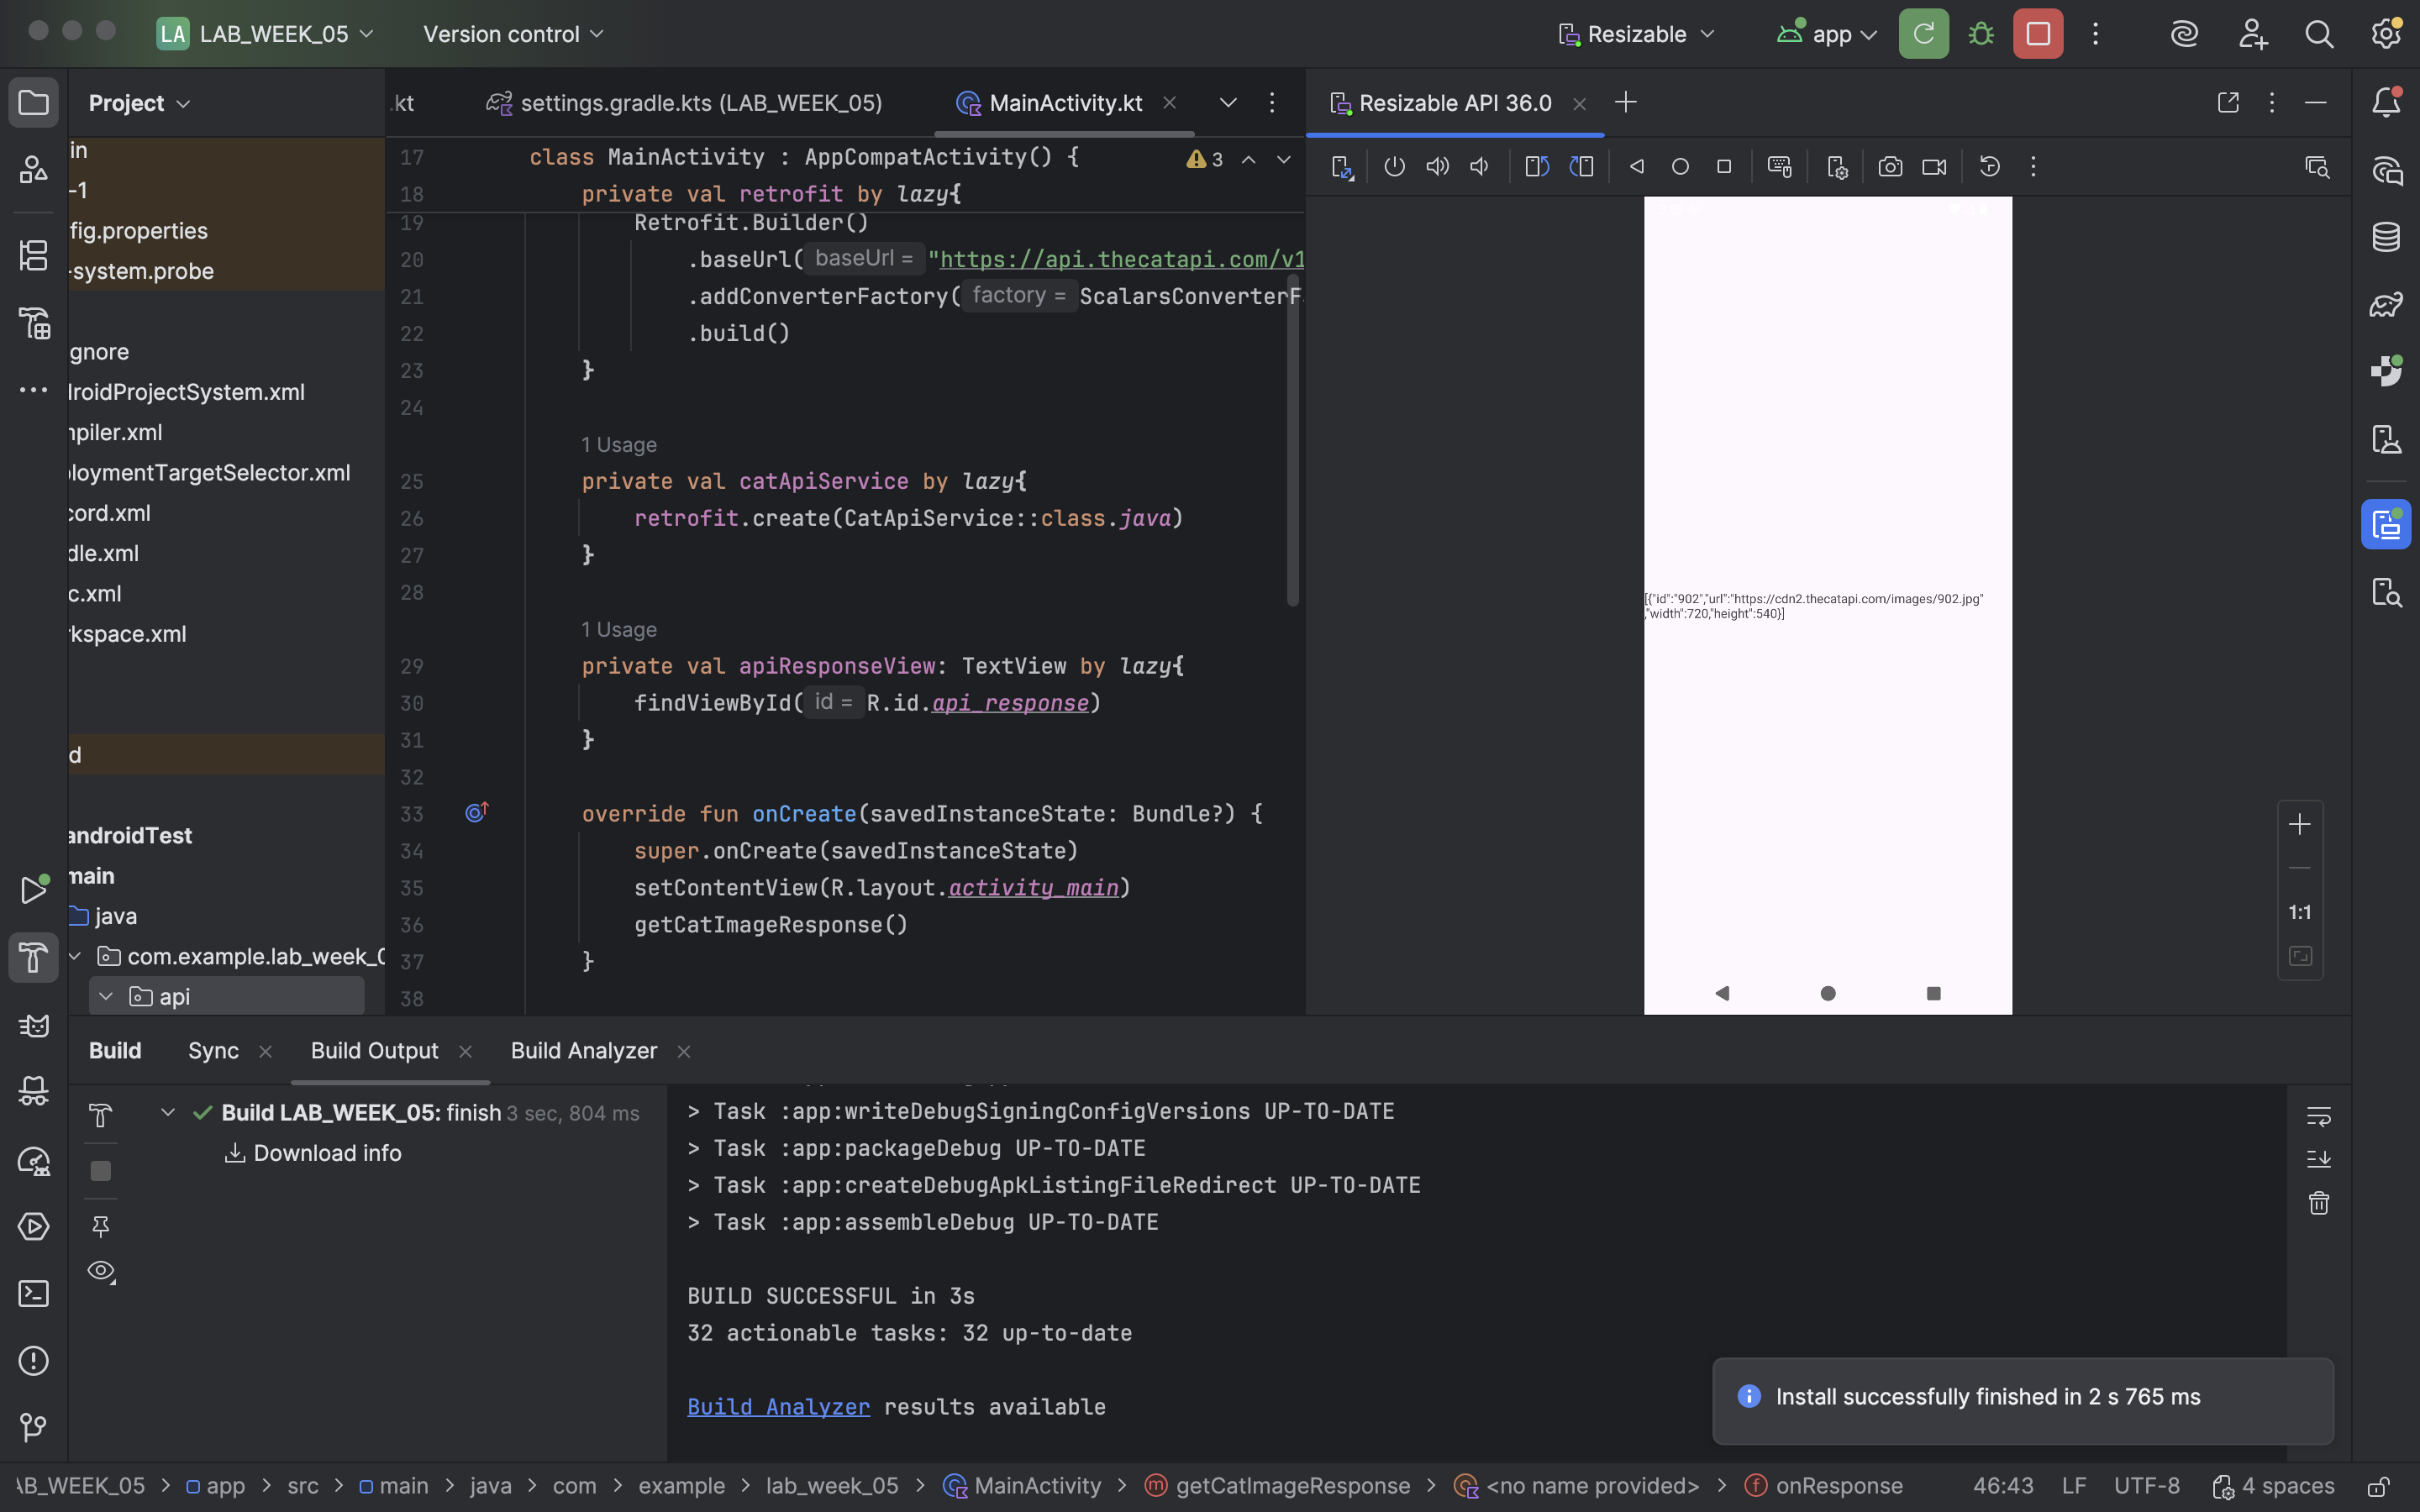 LA LAB_WEEK_05 Version control Resizable app
Project
.kt settings.gradle.kts (LAB_WEEK_05) MainActivity.kt
Resizable API 36.0
in
-1
fig.properties
-system.probe
gnore
droidProjectSystem.xml
npiler.xml
loymentTargetSelector.xml
cord.xml
dle.xml
c.xml
rkspace.xml
d
androidTest
main
java
com.example.lab_week_0
api
3
17 class MainActivity : AppCompatActivity() {
18 private val retrofit by lazy{
19 Retrofit.Builder()
20 .baseUrl( baseUrl = "https://api.thecatapi.com/v1
21 .addConverterFactory( factory = ScalarsConverterF
22 .build()
23 }
24
1 Usage
25 private val catApiService by lazy{
26 retrofit.create(CatApiService::class.java)
27 }
28
1 Usage
29 private val apiResponseView: TextView by lazy{
30 findViewById( id = R.id.api_response)
31 }
32
33 override fun onCreate(savedInstanceState: Bundle?) {
34 super.onCreate(savedInstanceState)
35 setContentView(R.layout.activity_main)
36 getCatImageResponse()
37 }
38
[{"id":"902","url":"https://cdn2.thecatapi.com/images/902.jpg"
,"width":720,"height":540}]
1:1
Build Sync Build Output Build Analyzer
Build LAB_WEEK_05: finish 3 sec, 804 ms
Download info
> Task :app:writeDebugSigningConfigVersions UP-TO-DATE
> Task :app:packageDebug UP-TO-DATE
> Task :app:createDebugApkListingFileRedirect UP-TO-DATE
> Task :app:assembleDebug UP-TO-DATE
BUILD SUCCESSFUL in 3s
32 actionable tasks: 32 up-to-date
Build Analyzer results available
Install successfully finished in 2 s 765 ms
AB_WEEK_05 > app > src > main > java > com > example > lab_week_05 > MainActivity > getCatImageResponse > <no name provided> > onResponse 46:43 LF UTF-8 4 spaces